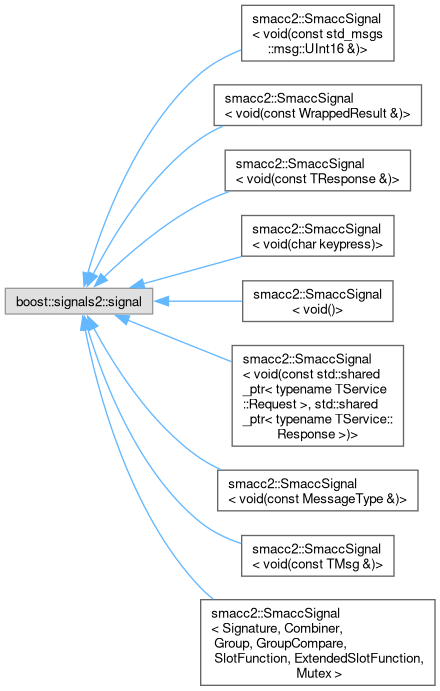 smacc2::SmaccSignal
< void(const std_msgs
::msg::UInt16 &)>
smacc2::SmaccSignal
< void(const WrappedResult &)>
smacc2::SmaccSignal
< void(const TResponse &)>
smacc2::SmaccSignal
< void(char keypress)>
boost::signals2::signal
smacc2::SmaccSignal
< void()>
smacc2::SmaccSignal
< void(const std::shared
_ptr< typename TService
::Request >, std::shared
_ptr< typename TService::
Response >)>
smacc2::SmaccSignal
< void(const MessageType &)>
smacc2::SmaccSignal
< void(const TMsg &)>
smacc2::SmaccSignal
< Signature, Combiner,
Group, GroupCompare,
SlotFunction, ExtendedSlotFunction,
Mutex >